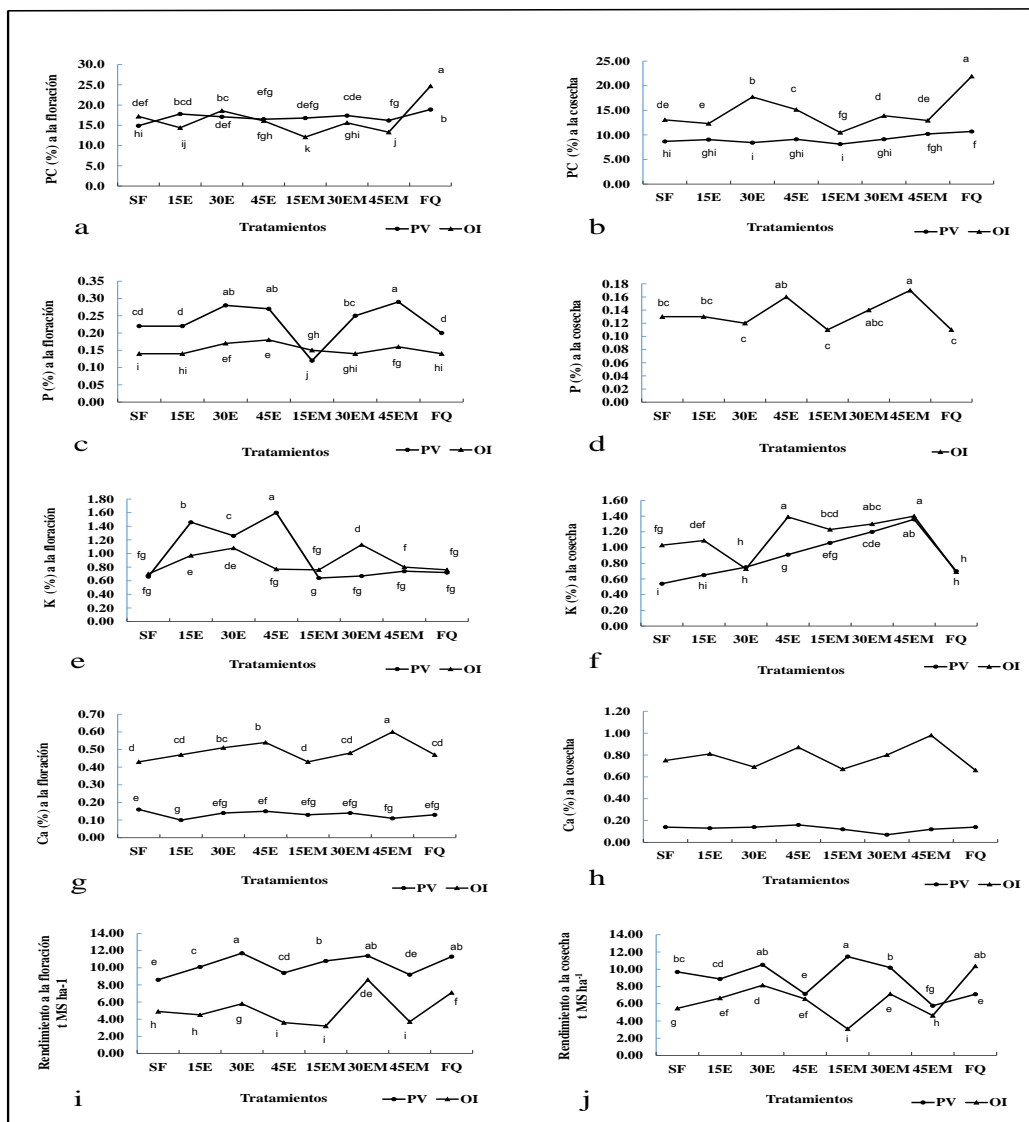 30.0
25.0
20.0
15.0
10.0
5.0
0.0
PC (%) a la floración
def bcd bc efg defg cde fg a
hi ij def fgh k ghi j b
SF 15E 30E 45E 15EM 30EM 45EM FQ
Tratamientos
PV OI
a
25.00
20.00
15.00
10.00
5.00
0.00
PC (%) a la cosecha
de e b c fg d de a
hi ghi i ghi i ghi fgh f
SF 15E 30E 45E 15EM 30EM 45EM FQ
Tratamientos
PV OI
b
0.35
0.30
0.25
0.20
0.15
0.10
0.05
0.00
P (%) a la floración
cd d ab ab gh bc a d
i hi ef e j ghi fg hi
SF 15E 30E 45E 15EM 30EM 45EM FQ
Tratamientos
PV OI
c
0.18
0.16
0.14
0.12
0.10
0.08
0.06
0.04
0.02
0.00
P (%) a la cosecha
bc bc c ab c abc a c
SF 15E 30E 45E 15EM 30EM 45EM FQ
Tratamientos
OI
d
1.80
1.60
1.40
1.20
1.00
0.80
0.60
0.40
0.20
0.00
K (%) a la floración
fg b c a fg d f fg
fg e de fg g fg fg fg
SF 15E 30E 45E 15EM 30EM 45EM FQ
Tratamientos
PV OI
e
1.60
1.40
1.20
1.00
0.80
0.60
0.40
0.20
0.00
K (%) a la cosecha
fg def h a bcd abc a h
i hi h g efg cde ab h
SF 15E 30E 45E 15EM 30EM 45EM FQ
Tratamientos
PV OI
f
0.70
0.60
0.50
0.40
0.30
0.20
0.10
0.00
Ca (%) a la floración
d cd bc b d cd a cd
e g efg ef efg efg fg efg
SF 15E 30E 45E 15EM 30EM 45EM FQ
Tratamientos
PV OI
g
1.20
1.00
0.80
0.60
0.40
0.20
0.00
Ca (%) a la cosecha
SF 15E 30E 45E 15EM 30EM 45EM FQ
Tratamientos
PV OI
h
14.00
12.00
10.00
8.00
6.00
4.00
2.00
0.00
Rendimiento a la floración
t MS ha-1
e c a cd b ab de ab
h h g i i de i f
SF 15E 30E 45E 15EM 30EM 45EM FQ
Tratamientos
PV OI
i
14.00
12.00
10.00
8.00
6.00
4.00
2.00
0.00
Rendimiento a la cosecha
t MS ha-1
bc cd ab e a b fg ab
g ef d ef i e h e
SF 15E 30E 45E 15EM 30EM 45EM FQ
Tratamientos
PV OI
j